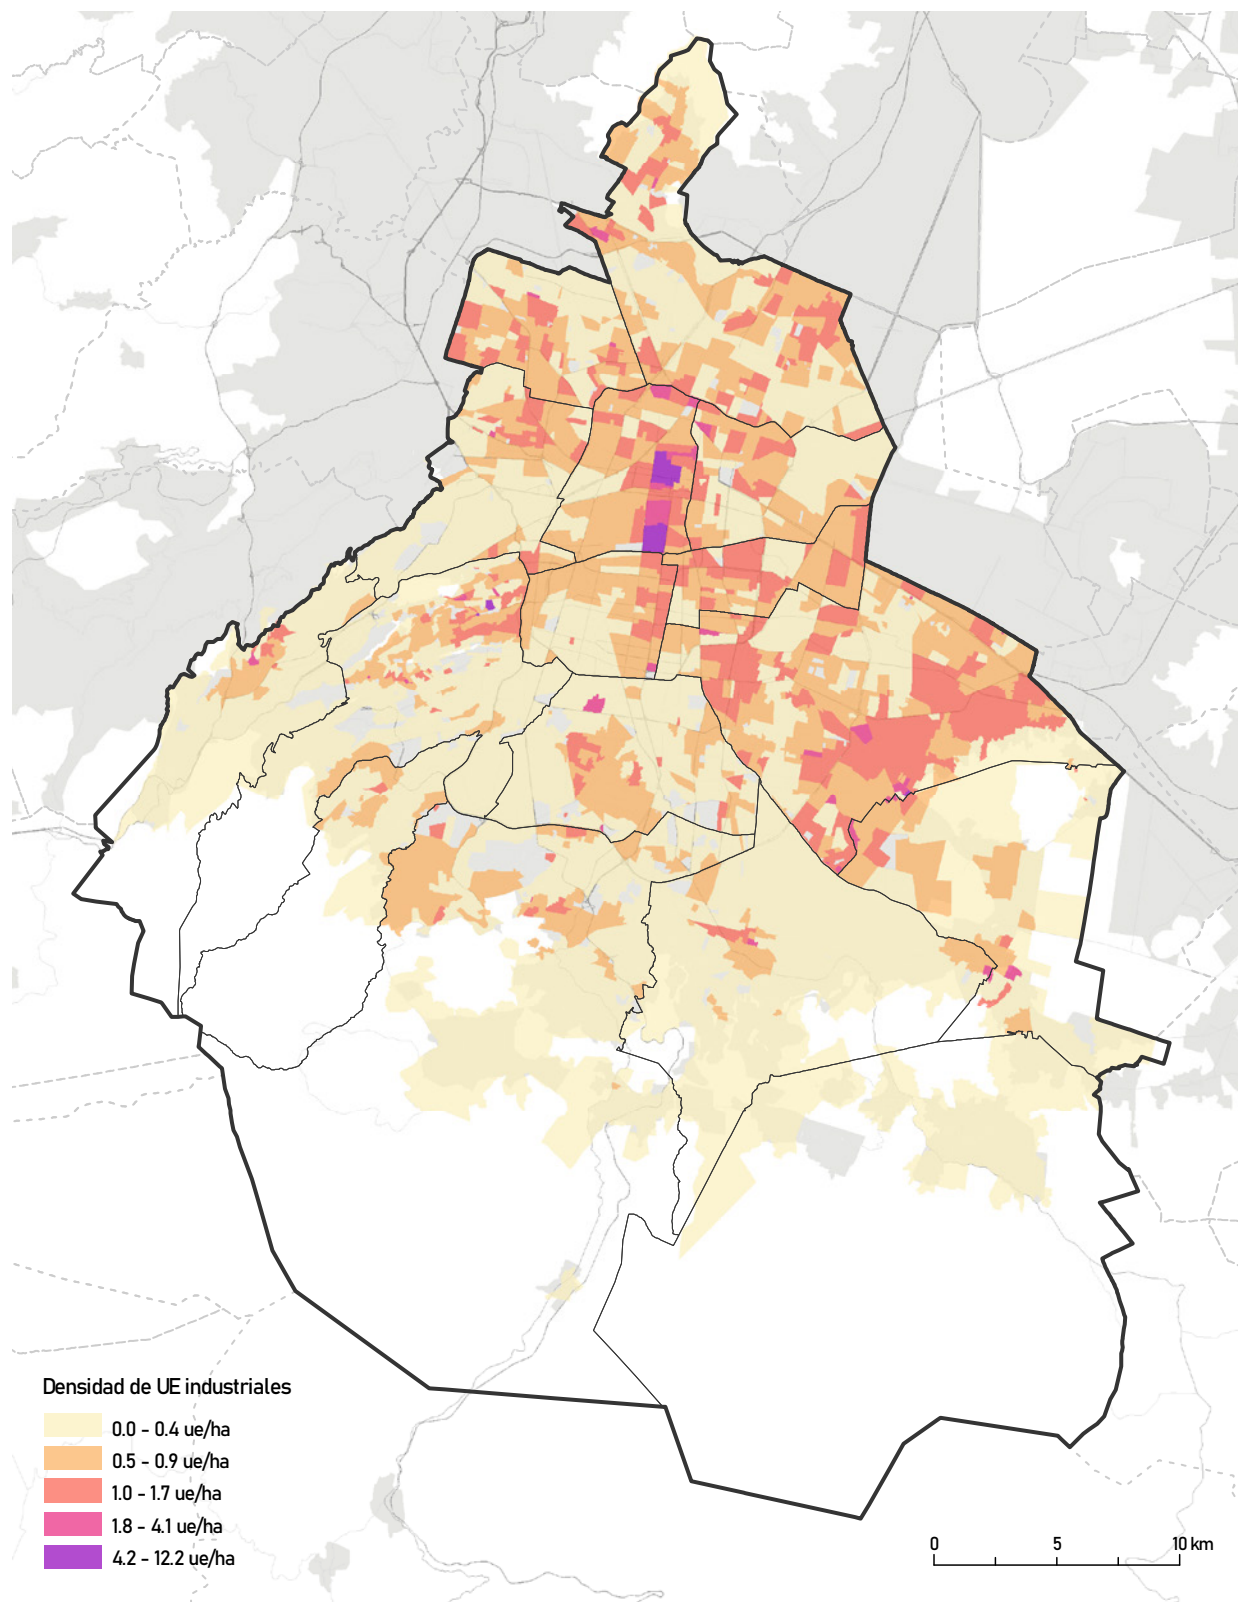 Densidad de UE industriales
0.0 - 0.4 ue/ha
0.5 - 0.9 ue/ha
1.0 - 1.7 ue/ha
1.8 - 4.1 ue/ha
4.2 - 12.2 ue/ha
0 5 10 km